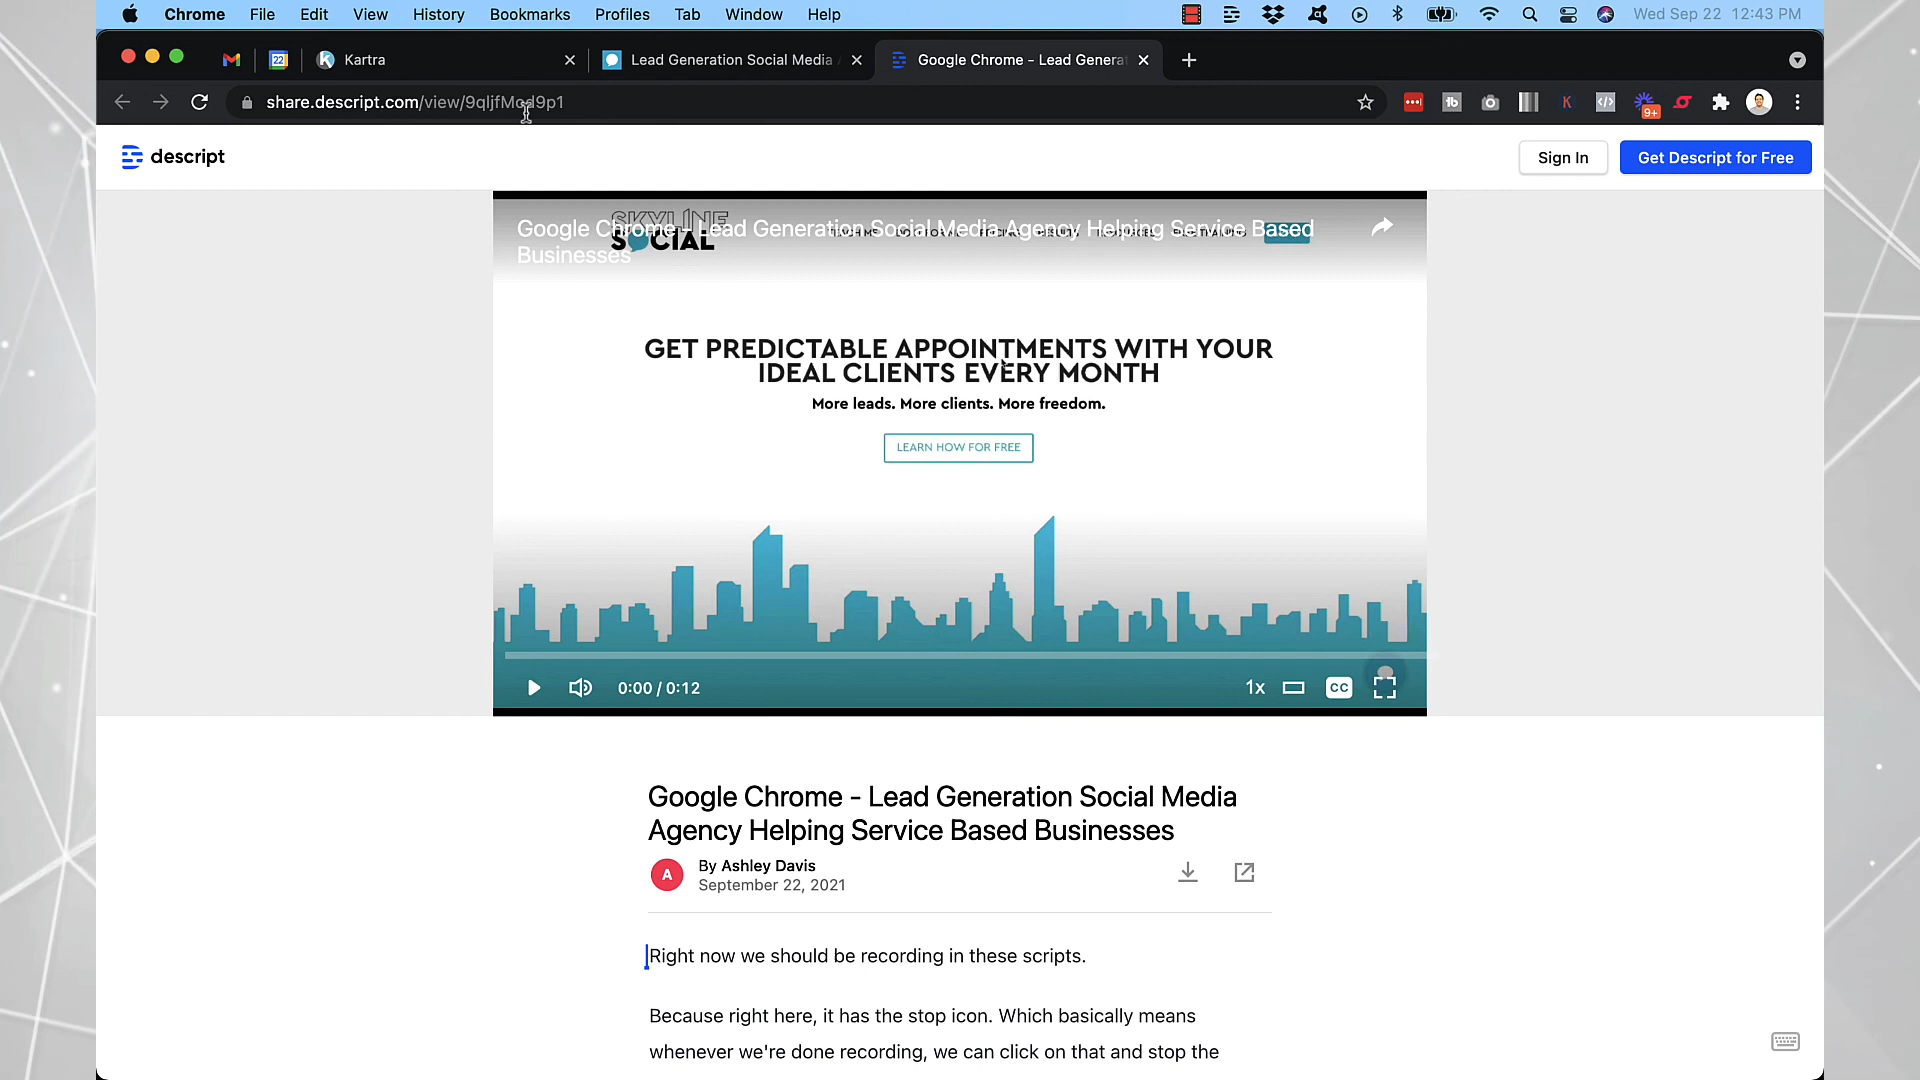 Chrome File Edit View History Bookmarks Profiles Tab Window Help Wed Sep 22 12:43 PM
22 Kartra Lead Generation Social Media Google Chrome - Lead Genera
share.descript.com/view/9qljfMod9p1 9+
descript Sign In Get Descript for Free
SKYLINE
SOCIAL
Google Chrome - Lead Generation Social Media Agency Helping Service Based
Businesses
GET PREDICTABLE APPOINTMENTS WITH YOUR
IDEAL CLIENTS EVERY MONTH
More leads. More clients. More freedom.
LEARN HOW FOR FREE
0:00 / 0:12 1x CC
Google Chrome - Lead Generation Social Media
Agency Helping Service Based Businesses
A By Ashley Davis
September 22, 2021
Right now we should be recording in these scripts.
Because right here, it has the stop icon. Which basically means
whenever we're done recording, we can click on that and stop the